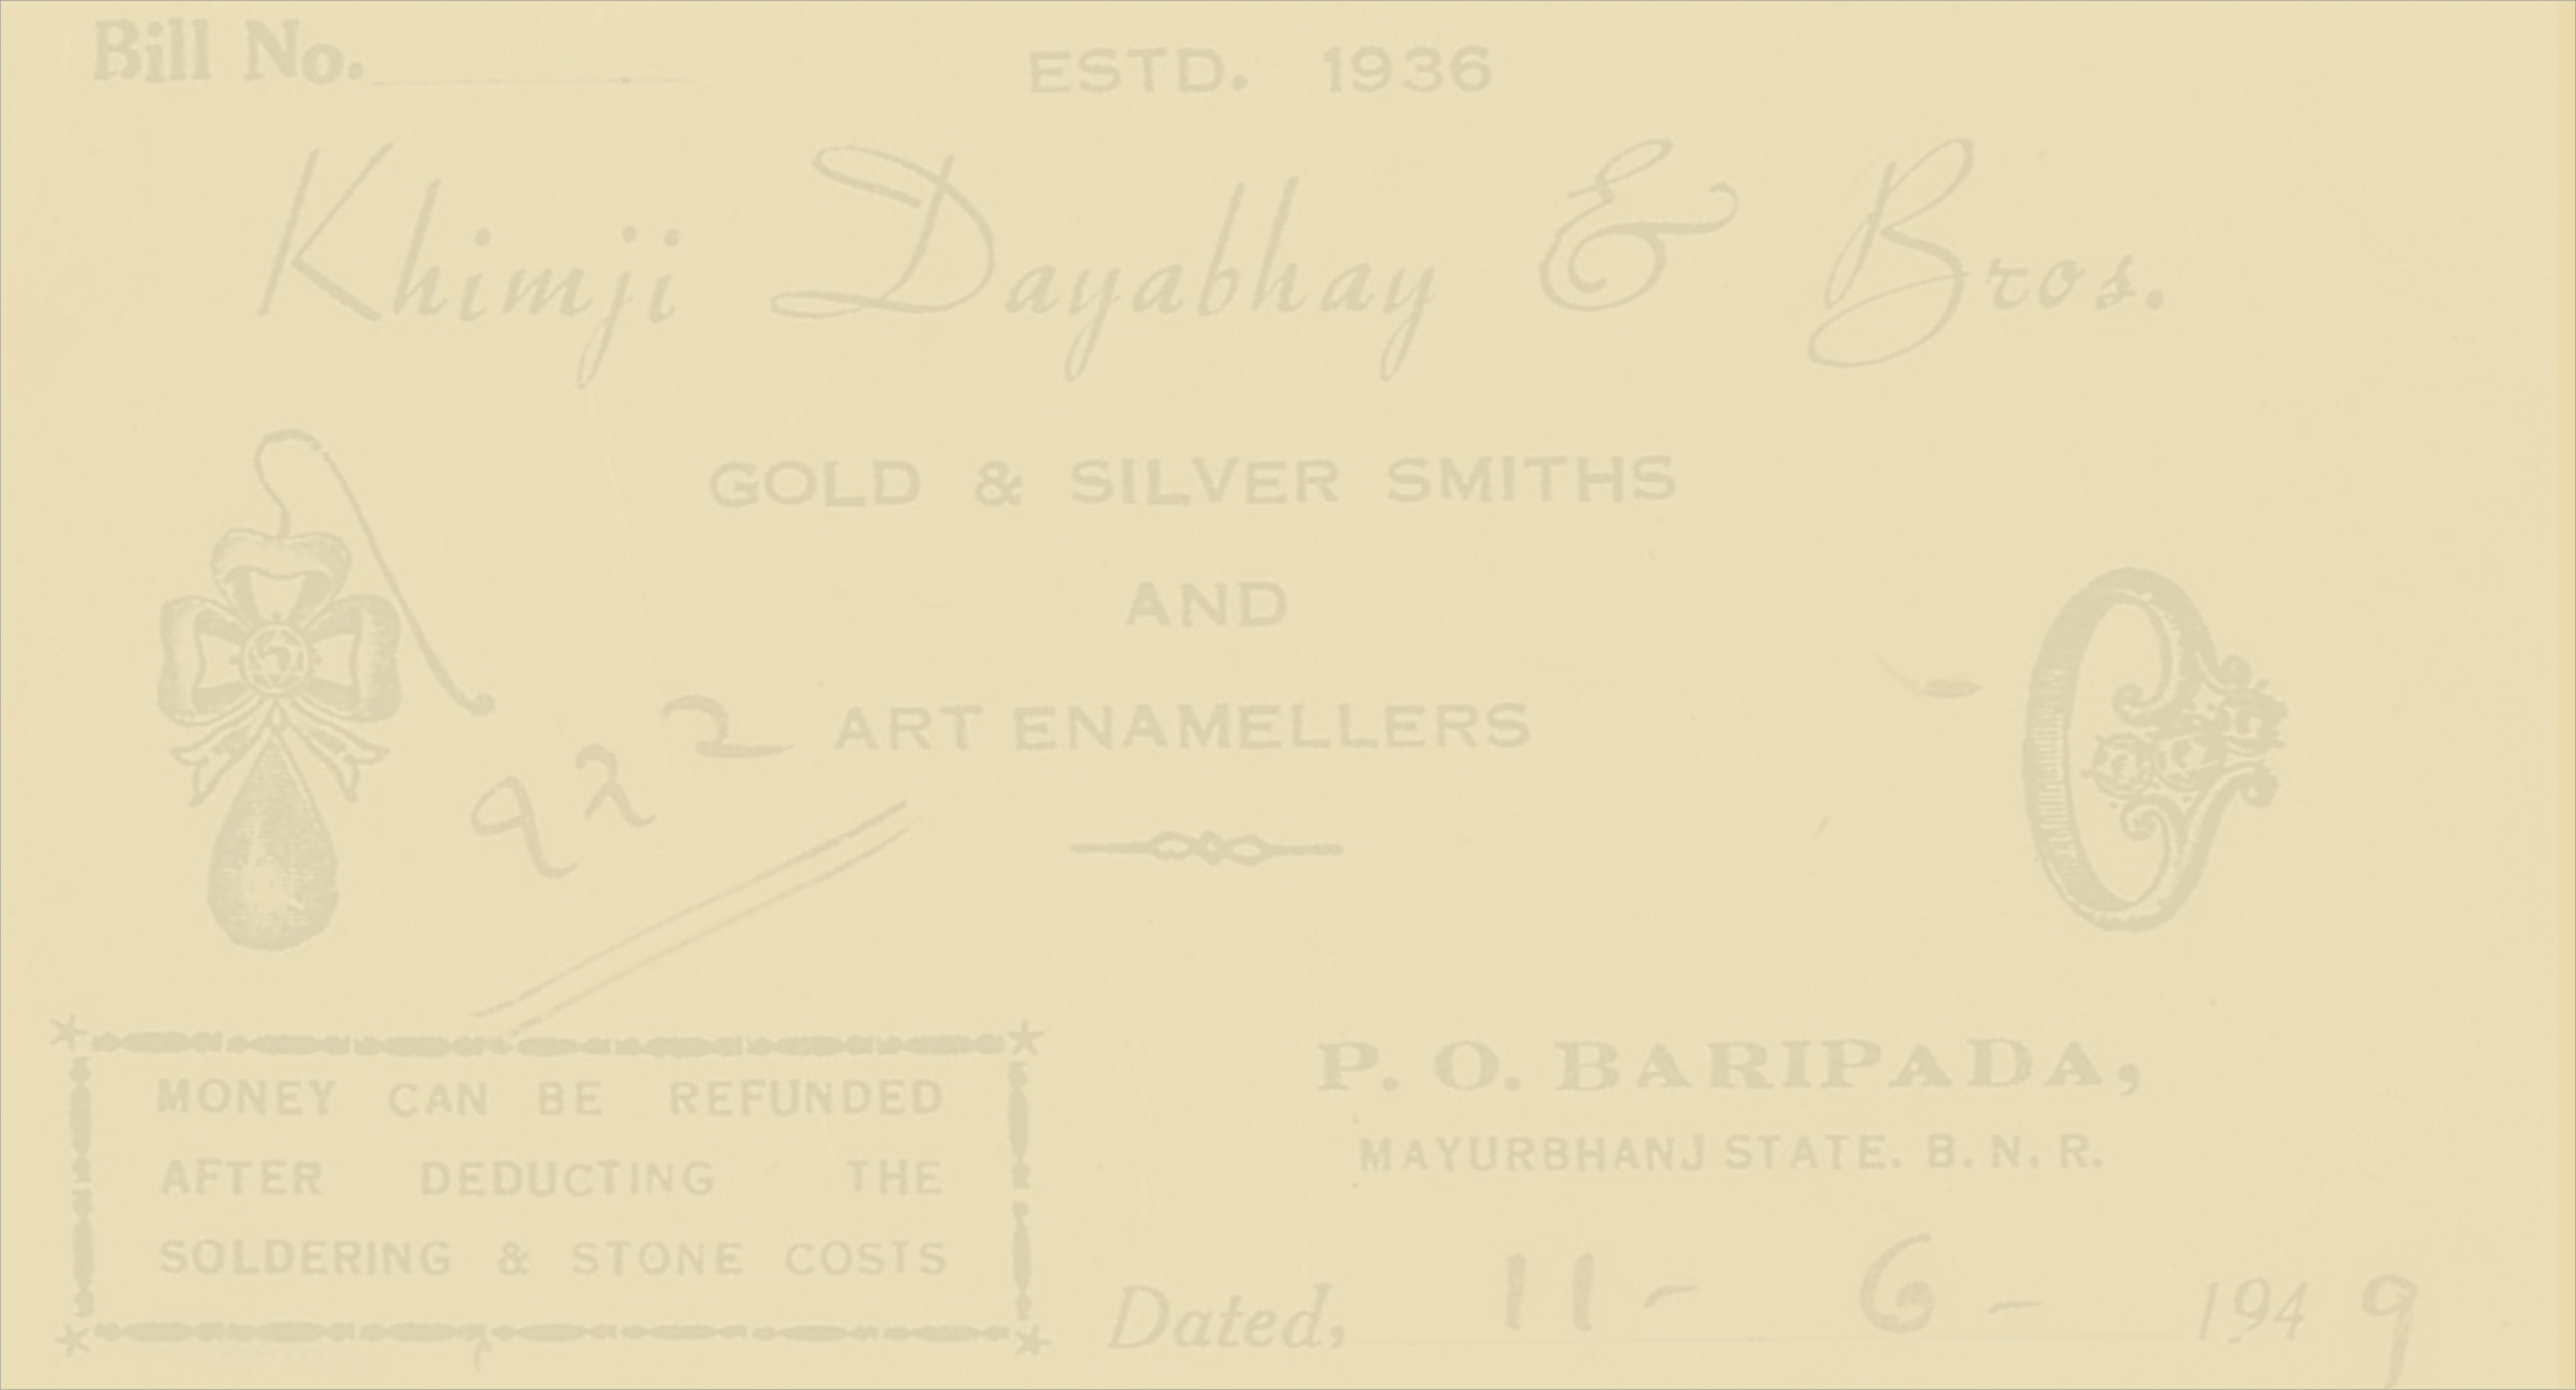 Bill No.
ESTD. 1936
Khimji Dayabhay & Bros.
GOLD & SILVER SMITHS
AND
ART ENAMELLERS
MONEY CAN BE REFUNDED
AFTER DEDUCTING THE
SOLDERING & STONE COSTS
P. O. BARIPADA,
MAYURBHANJ STATE. B. N. R.
Dated, 11 - 6 - 1949